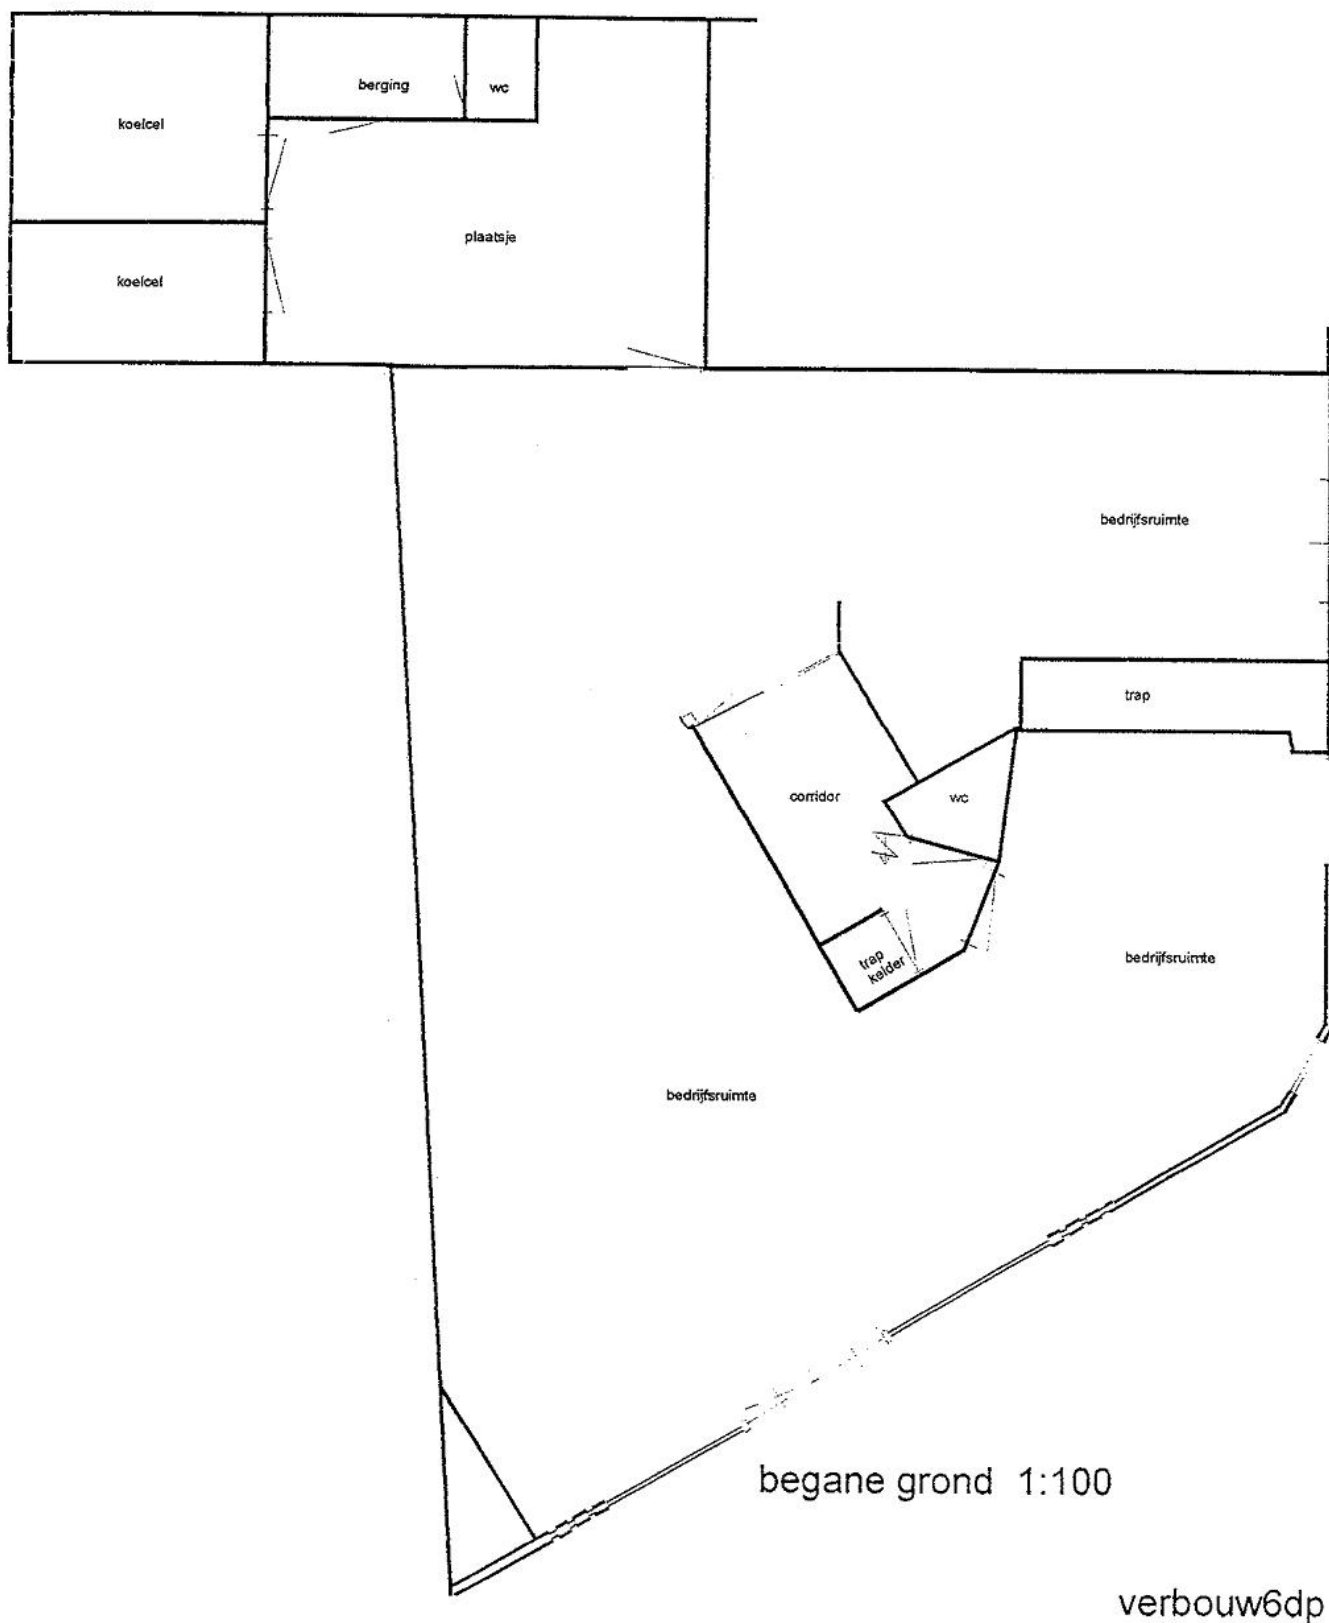 berging
wc
koelcel
plaatsje
koelcel
bedrijfsruimte
trap
corridor
wc
trap
kelder
bedrijfsruimte
bedrijfsruimte
begane grond 1:100
verbouw6dp